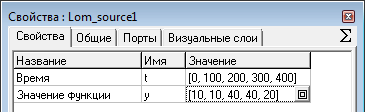 Свойства : Lom_source1
Свойства Общие Порты Визуальные слои Σ
Название Имя Значение
Время t [0, 100, 200, 300, 400]
Значение функции y [10, 10, 40, 40, 20]